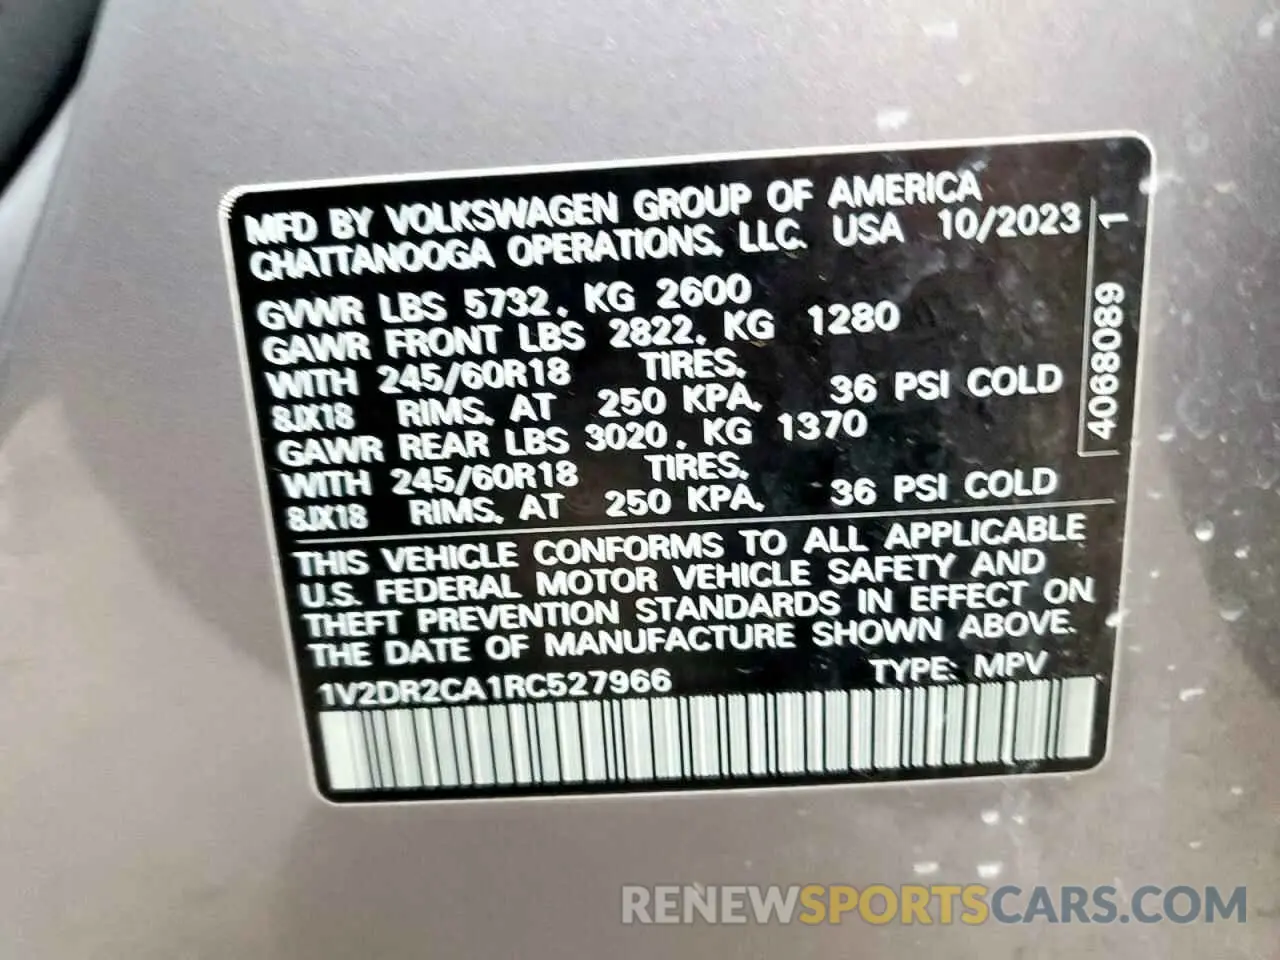 MFD BY VOLKSWAGEN GROUP OF AMERICA
CHATTANOOGA OPERATIONS, LLC. USA 10/2023
GVWR LBS 5732, KG 2600
GAWR FRONT LBS 2822, KG 1280
WITH 245/60R18 TIRES,
8JX18 RIMS, AT 250 KPA, 36 PSI COLD
GAWR REAR LBS 3020, KG 1370
WITH 245/60R18 TIRES,
8JX18 RIMS, AT 250 KPA, 36 PSI COLD
4068089 1
THIS VEHICLE CONFORMS TO ALL APPLICABLE
U.S. FEDERAL MOTOR VEHICLE SAFETY AND
THEFT PREVENTION STANDARDS IN EFFECT ON
THE DATE OF MANUFACTURE SHOWN ABOVE.
1V2DR2CA1RC527966 TYPE: MPV
RENEWSPORTSCARS.COM